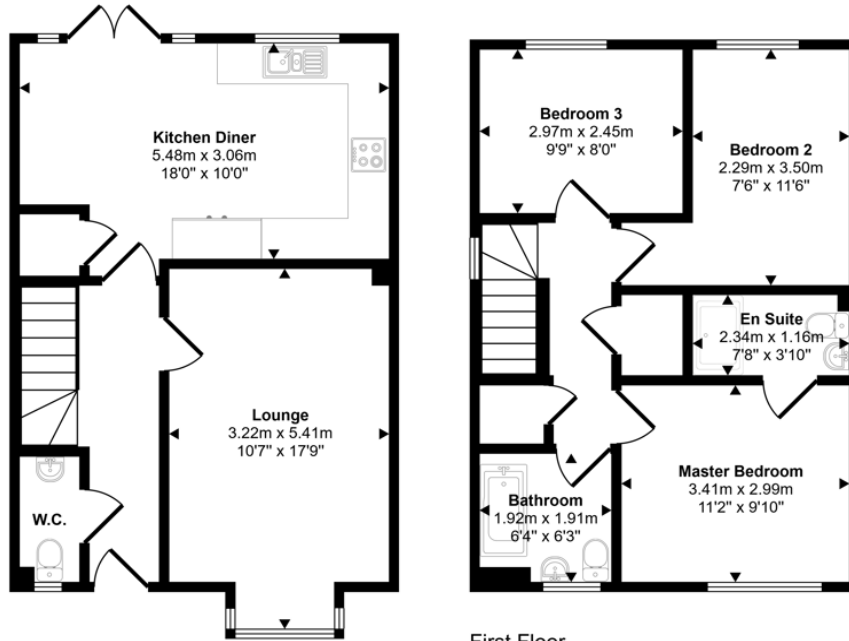 Kitchen Diner
5.48m x 3.06m
18'0" x 10'0"
Lounge
3.22m x 5.41m
10'7" x 17'9"
W.C.
Bedroom 3
2.97m x 2.45m
9'9" x 8'0"
Bedroom 2
2.29m x 3.50m
7'6" x 11'6"
En Suite
2.34m x 1.16m
7'8" x 3'10"
Master Bedroom
3.41m x 2.99m
11'2" x 9'10"
Bathroom
1.92m x 1.91m
6'4" x 6'3"
First Floor